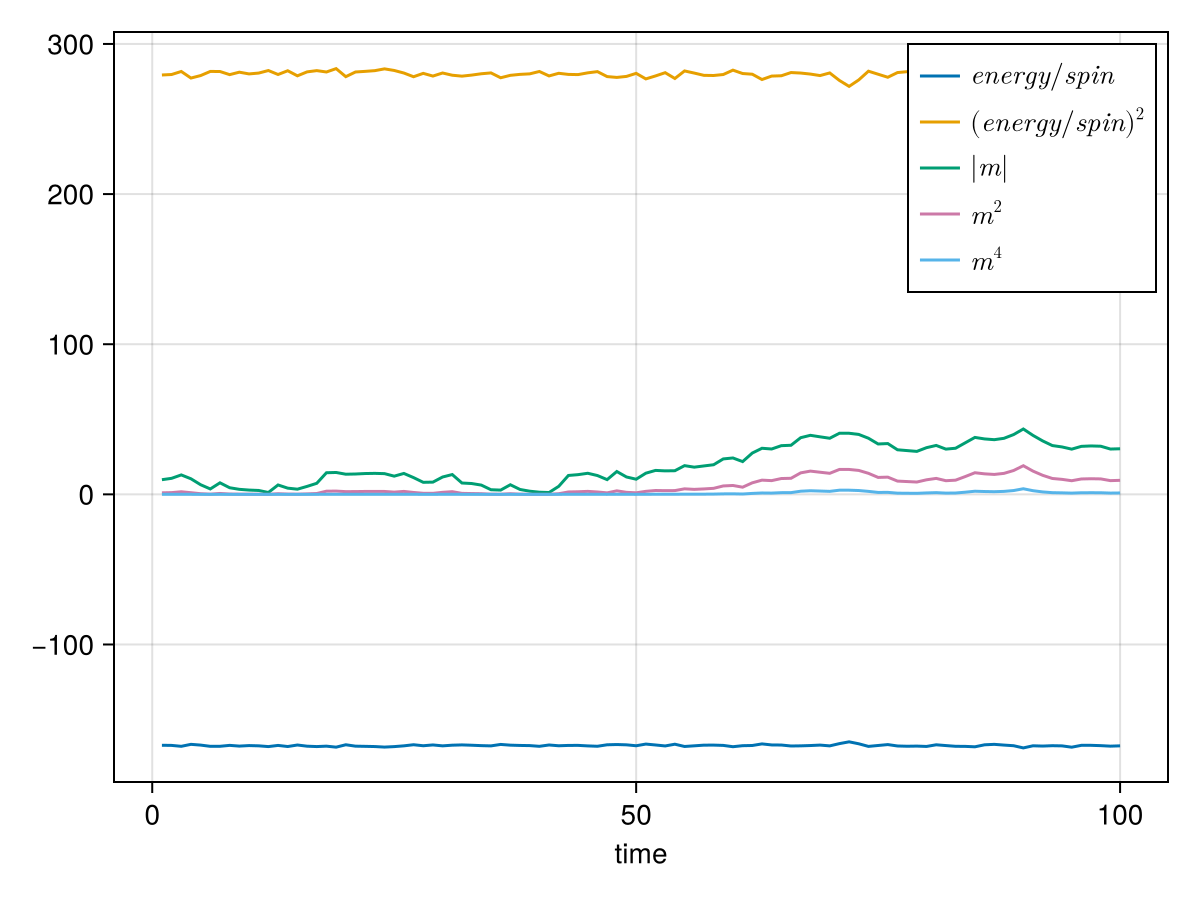 300
200
100
0
−100
0
50
100
time
energy/spin
(energy/spin)²
|m|
m²
m⁴